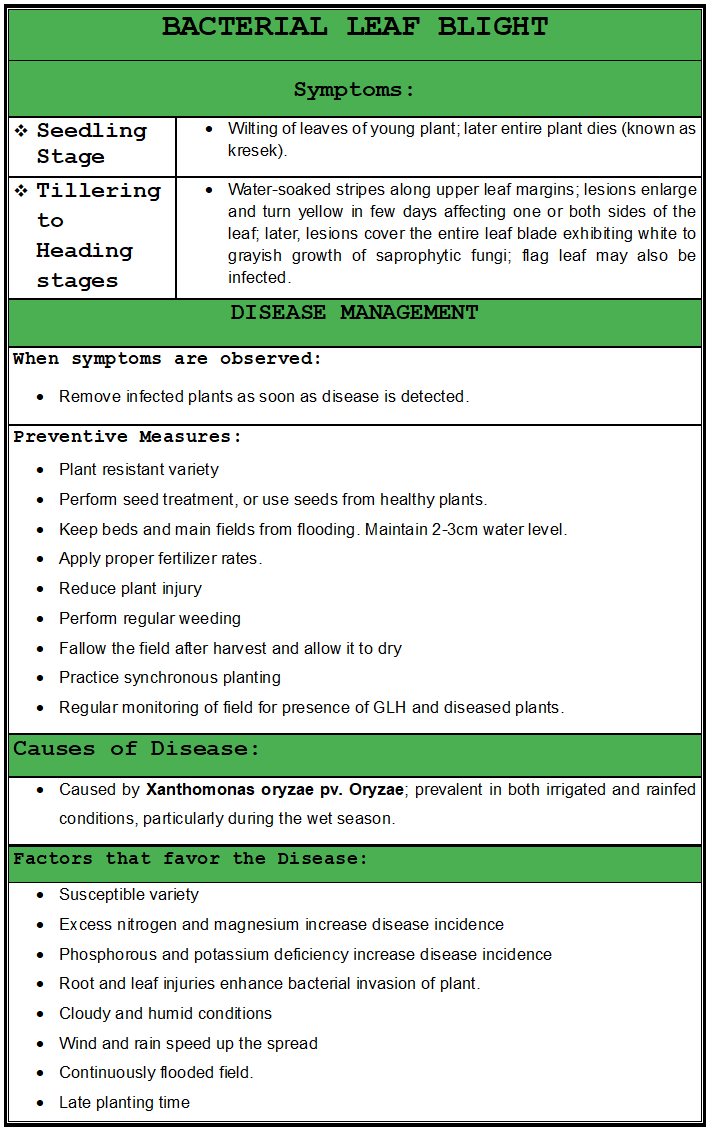 BACTERIAL LEAF BLIGHT
Symptoms:
❖ Seedling
Stage
• Wilting of leaves of young plant; later entire plant dies (known as
kresek).
❖ Tillering
to
Heading
stages
• Water-soaked stripes along upper leaf margins; lesions enlarge
and turn yellow in few days affecting one or both sides of the
leaf; later, lesions cover the entire leaf blade exhibiting white to
grayish growth of saprophytic fungi; flag leaf may also be
infected.
DISEASE MANAGEMENT
When symptoms are observed:
• Remove infected plants as soon as disease is detected.
Preventive Measures:
• Plant resistant variety
• Perform seed treatment, or use seeds from healthy plants.
• Keep beds and main fields from flooding. Maintain 2-3cm water level.
• Apply proper fertilizer rates.
• Reduce plant injury
• Perform regular weeding
• Fallow the field after harvest and allow it to dry
• Practice synchronous planting
• Regular monitoring of field for presence of GLH and diseased plants.
Causes of Disease:
• Caused by Xanthomonas oryzae pv. Oryzae; prevalent in both irrigated and rainfed
conditions, particularly during the wet season.
Factors that favor the Disease:
• Susceptible variety
• Excess nitrogen and magnesium increase disease incidence
• Phosphorous and potassium deficiency increase disease incidence
• Root and leaf injuries enhance bacterial invasion of plant.
• Cloudy and humid conditions
• Wind and rain speed up the spread
• Continuously flooded field.
• Late planting time